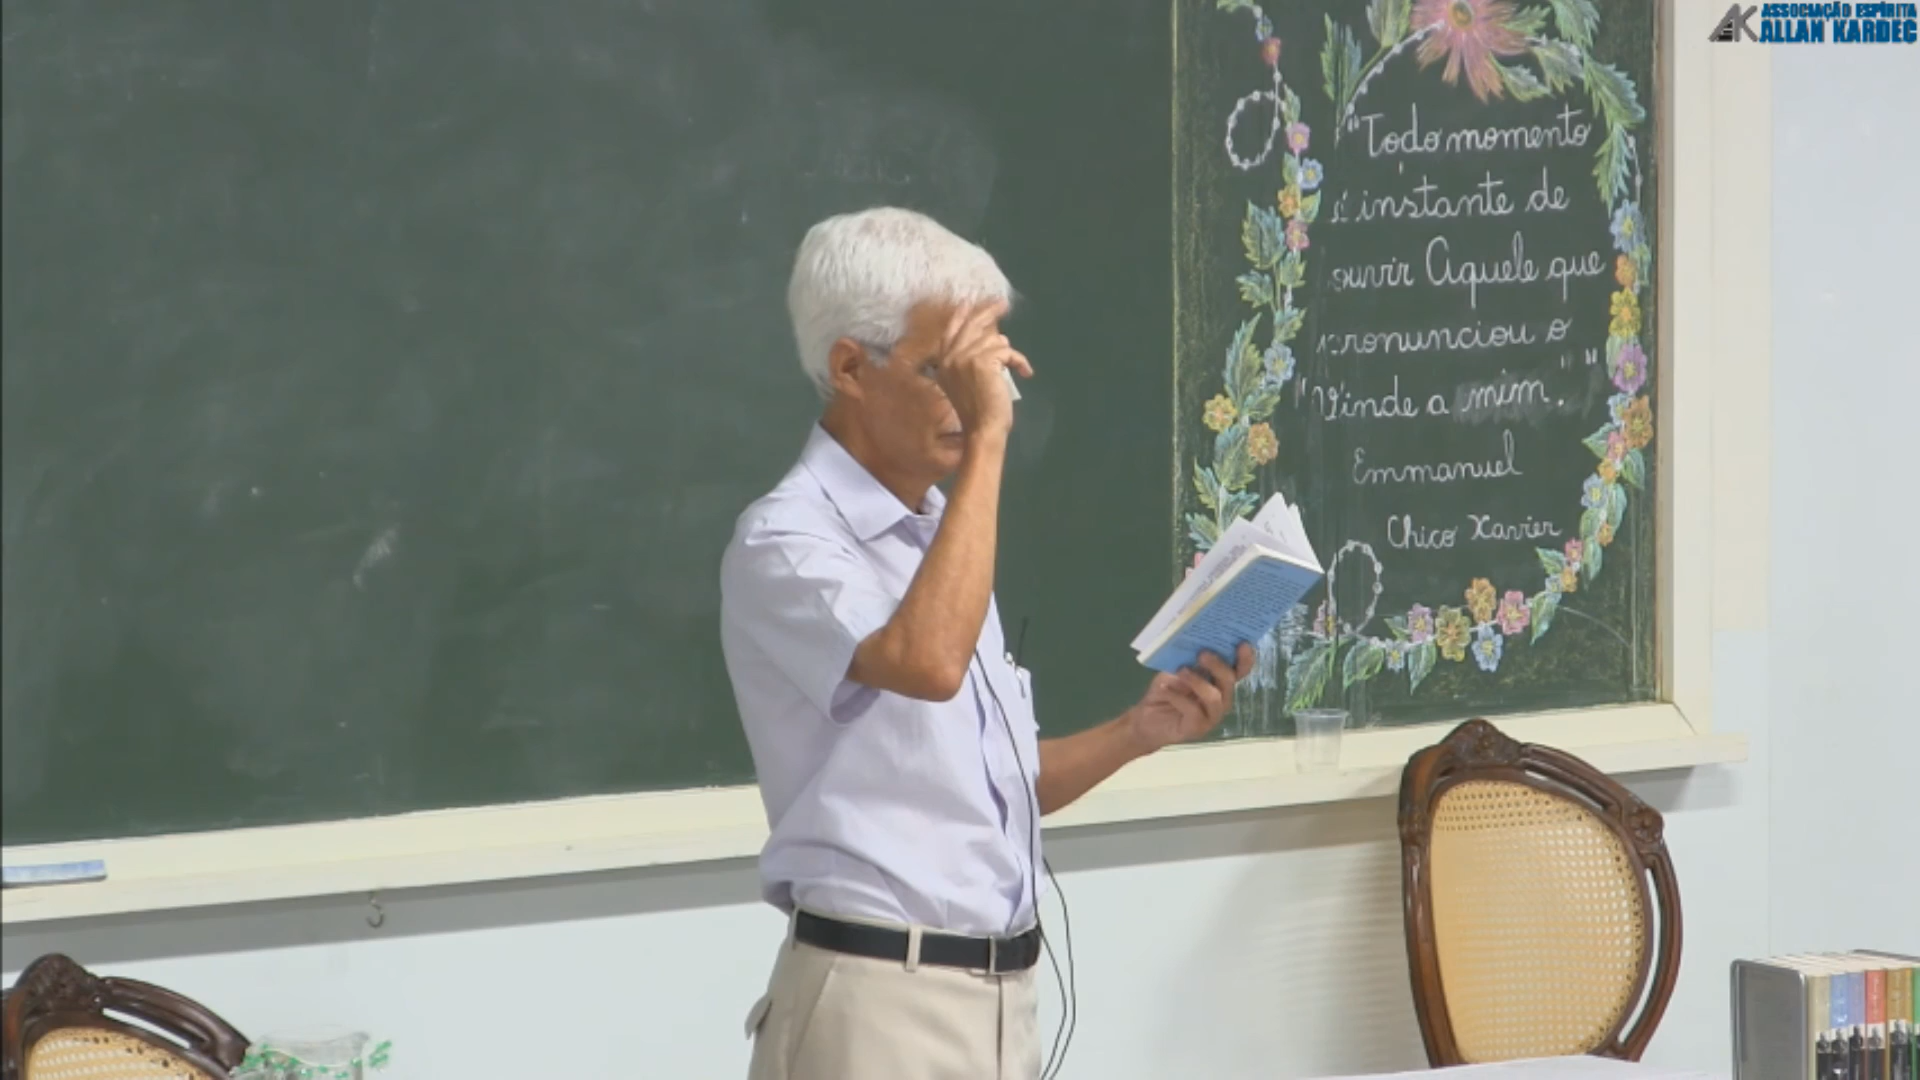 ASSOCIAÇÃO ESPÍRITA
ALLAN KARDEC
"Todo momento
é instante de
ouvir Aquele que
pronunciou o
"Vinde a mim." "
Emmanuel
Chico Xavier